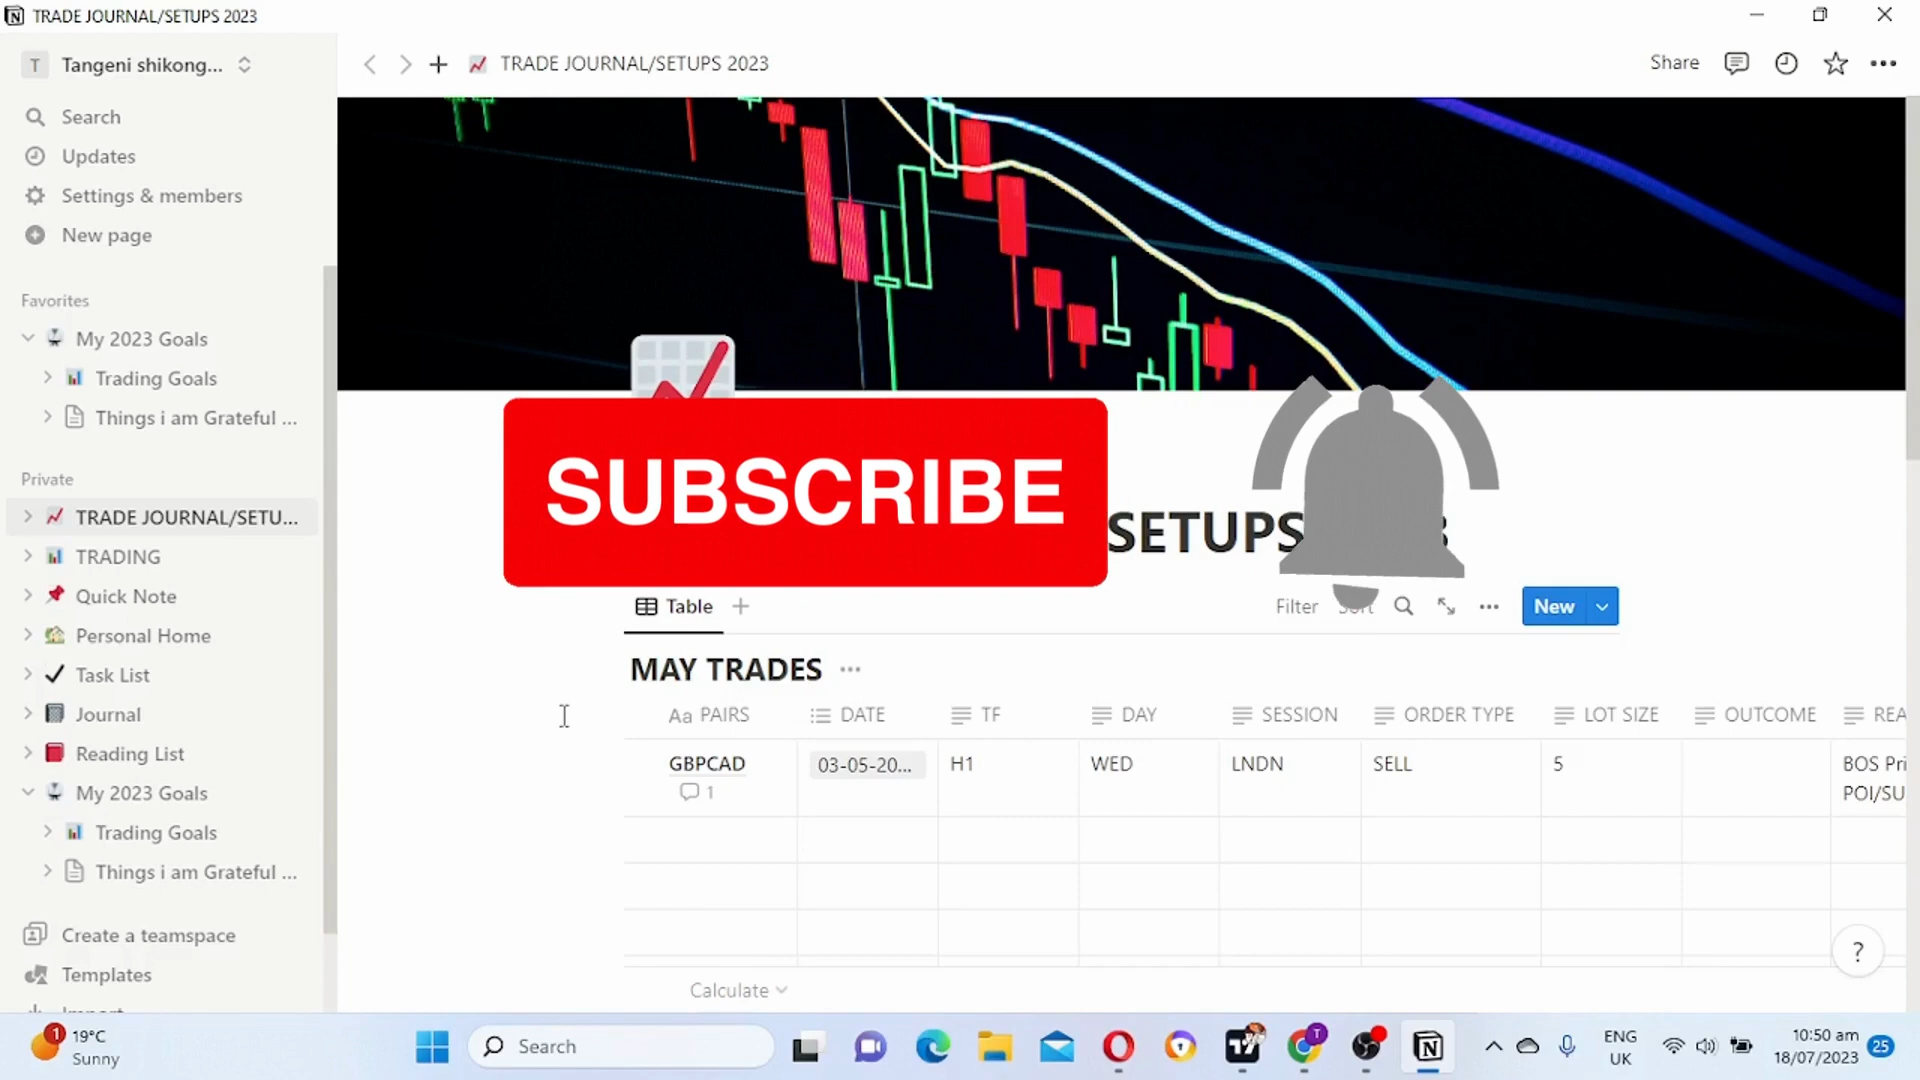 TRADE JOURNAL/SETUPS 2023
T Tangeni shikong...
TRADE JOURNAL/SETUPS 2023
Share
Search
Updates
Settings & members
New page
Favorites
My 2023 Goals
Trading Goals
Things i am Grateful ...
Private
TRADE JOURNAL/SETU...
TRADING
Quick Note
Personal Home
Task List
Journal
Reading List
My 2023 Goals
Trading Goals
Things i am Grateful ...
Create a teamspace
Templates
Import
SUBSCRIBE
SETUPS
Table
Filter
Sort
New
MAY TRADES
Aa PAIRS DATE TF DAY SESSION ORDER TYPE LOT SIZE OUTCOME REA
GBPCAD 03-05-20... H1 WED LNDN SELL 5 BOS Pri
1 POI/SU
?
Calculate
1
19°C
Sunny
Search
T
ENG
UK
10:50 am
18/07/2023
25